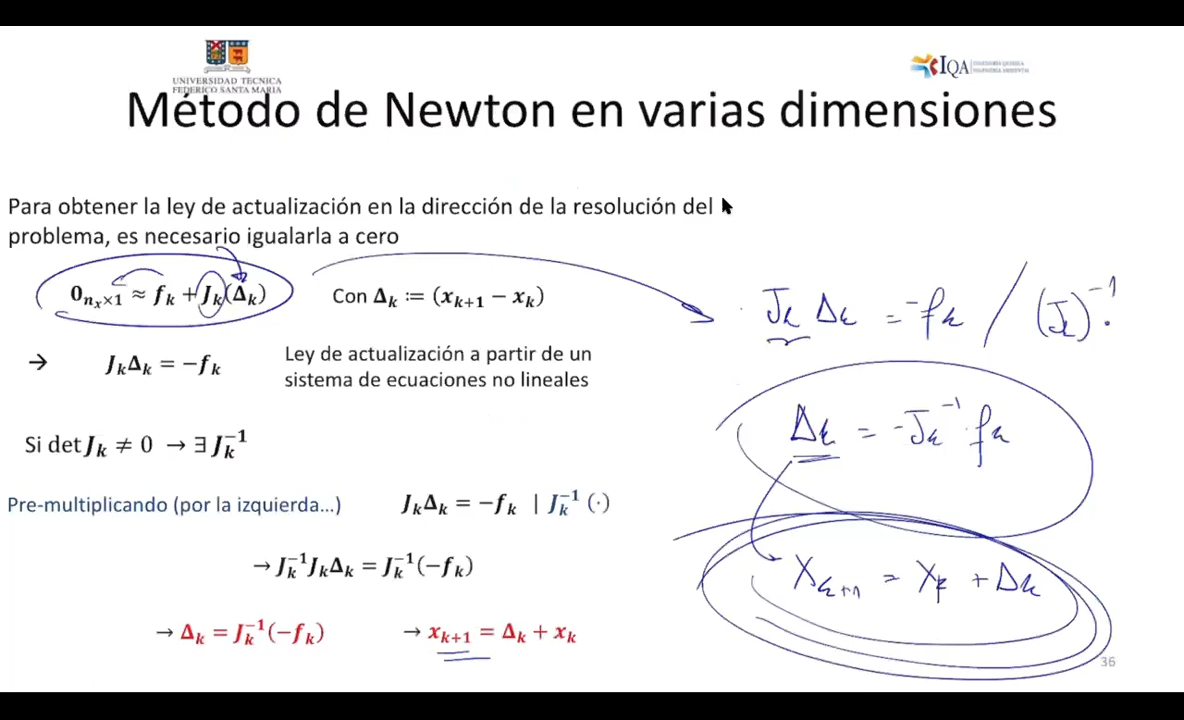 UNIVERSIDAD TECNICA
FEDERICO SANTA MARIA
IQA
Método de Newton en varias dimensiones
Para obtener la ley de actualización en la dirección de la resolución del
problema, es necesario igualarla a cero
0ₙₓ×₁ ≈ fₖ + Jₖ(Δₖ) Con Δₖ := (xₖ₊₁ − xₖ)
→ JₖΔₖ = −fₖ
Ley de actualización a partir de un
sistema de ecuaciones no lineales
Si det Jₖ ≠ 0 → ∃ Jₖ⁻¹
Pre-multiplicando (por la izquierda...) JₖΔₖ = −fₖ | Jₖ⁻¹ (·)
→ Jₖ⁻¹JₖΔₖ = Jₖ⁻¹(−fₖ)
→ Δₖ = Jₖ⁻¹(−fₖ) → xₖ₊₁ = Δₖ + xₖ
Jₖ Δₖ = −fₖ / (Jₖ)⁻¹·
Δₖ = −Jₖ⁻¹ · fₖ
Xₖ₊₁ = Xₖ + Δₖ
36